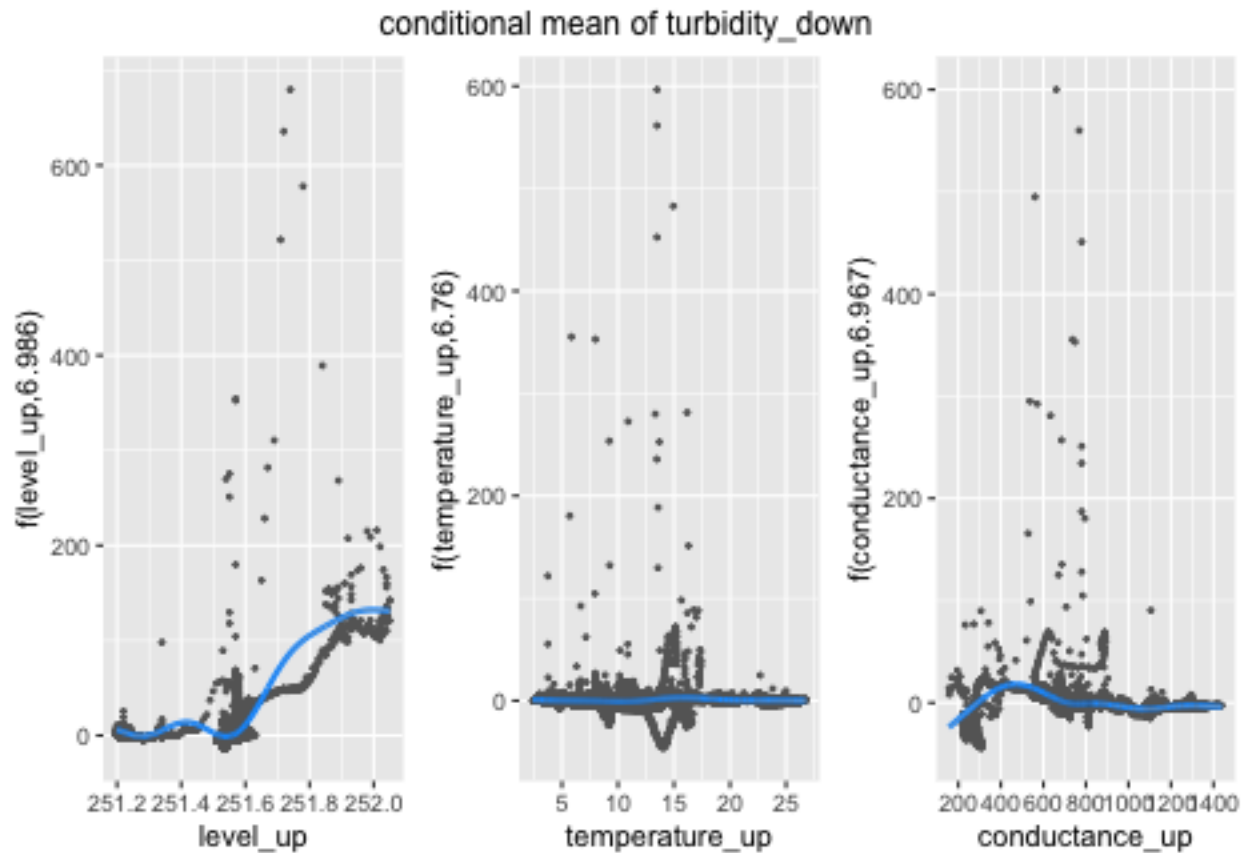 conditional mean of turbidity_down
f(level_up,6.986)
600
400
200
0
251.2 251.4 251.6 251.8 252.0
level_up
f(temperature_up,6.76)
600
400
200
0
5 10 15 20 25
temperature_up
f(conductance_up,6.967)
600
400
200
0
200 400 600 800 1000 1200 1400
conductance_up